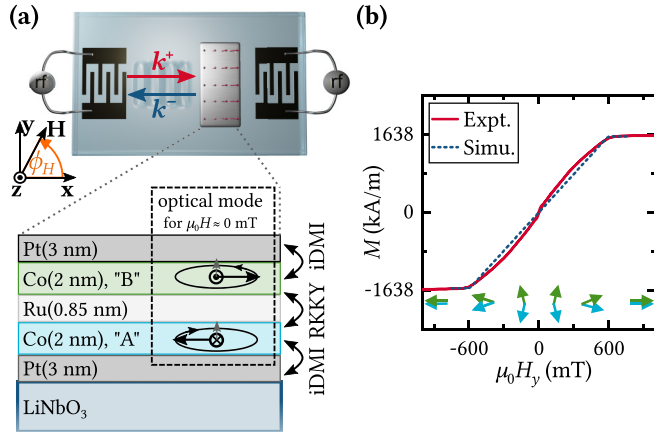 (a)
rf
k⁺
k⁻
rf
y
H
ϕ_H
z
x
optical mode
for μ₀H ≈ 0 mT
Pt(3 nm)
Co(2 nm), "B"
Ru(0.85 nm)
Co(2 nm), "A"
Pt(3 nm)
LiNbO₃
iDMI
RKKY
iDMI
(b)
Expt.
Simu.
M (kA/m)
1638
0
-1638
-600
0
600
μ₀H_y (mT)